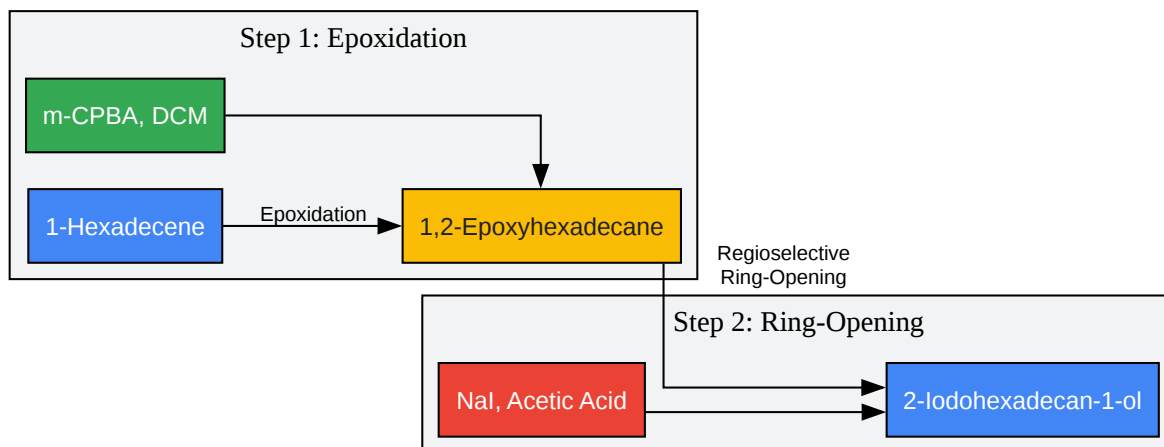 Step 1: Epoxidation
m-CPBA, DCM
1-Hexadecene
Epoxidation
1,2-Epoxyhexadecane
Regioselective
Ring-Opening
Step 2: Ring-Opening
NaI, Acetic Acid
2-Iodohexadecan-1-ol